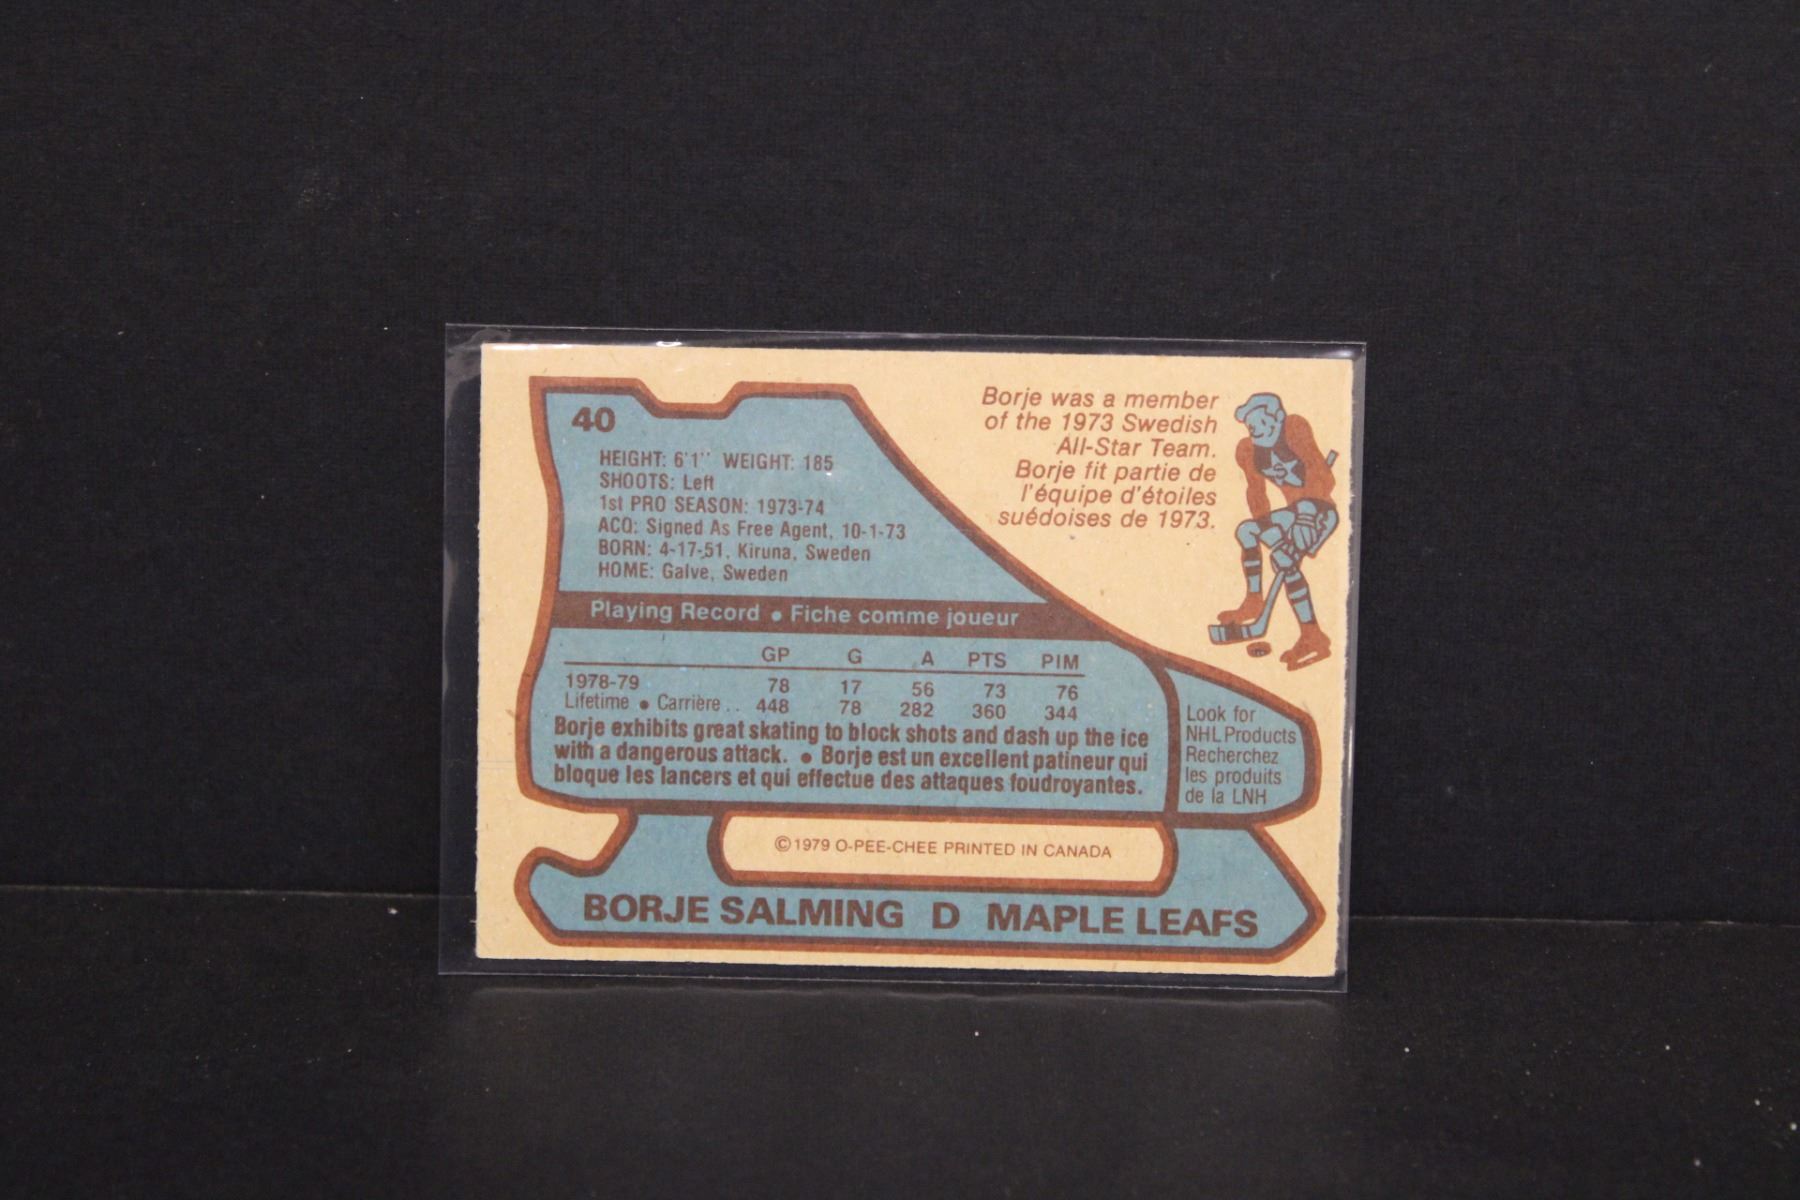 40
HEIGHT: 6'1" WEIGHT: 185
SHOOTS: Left
1st PRO SEASON: 1973-74
ACQ: Signed As Free Agent, 10-1-73
BORN: 4-17-51, Kiruna, Sweden
HOME: Galve, Sweden
Borje was a member
of the 1973 Swedish
All-Star Team.
Borje fit partie de
l'équipe d'étoiles
suédoises de 1973.
S
Playing Record • Fiche comme joueur
GP G A PTS PIM
1978-79 78 17 56 73 76
Lifetime • Carrière .. 448 78 282 360 344
Borje exhibits great skating to block shots and dash up the ice
with a dangerous attack. • Borje est un excellent patineur qui
bloque les lancers et qui effectue des attaques foudroyantes.
Look for
NHL Products
Recherchez
les produits
de la LNH
©1979 O-PEE-CHEE PRINTED IN CANADA
BORJE SALMING D MAPLE LEAFS